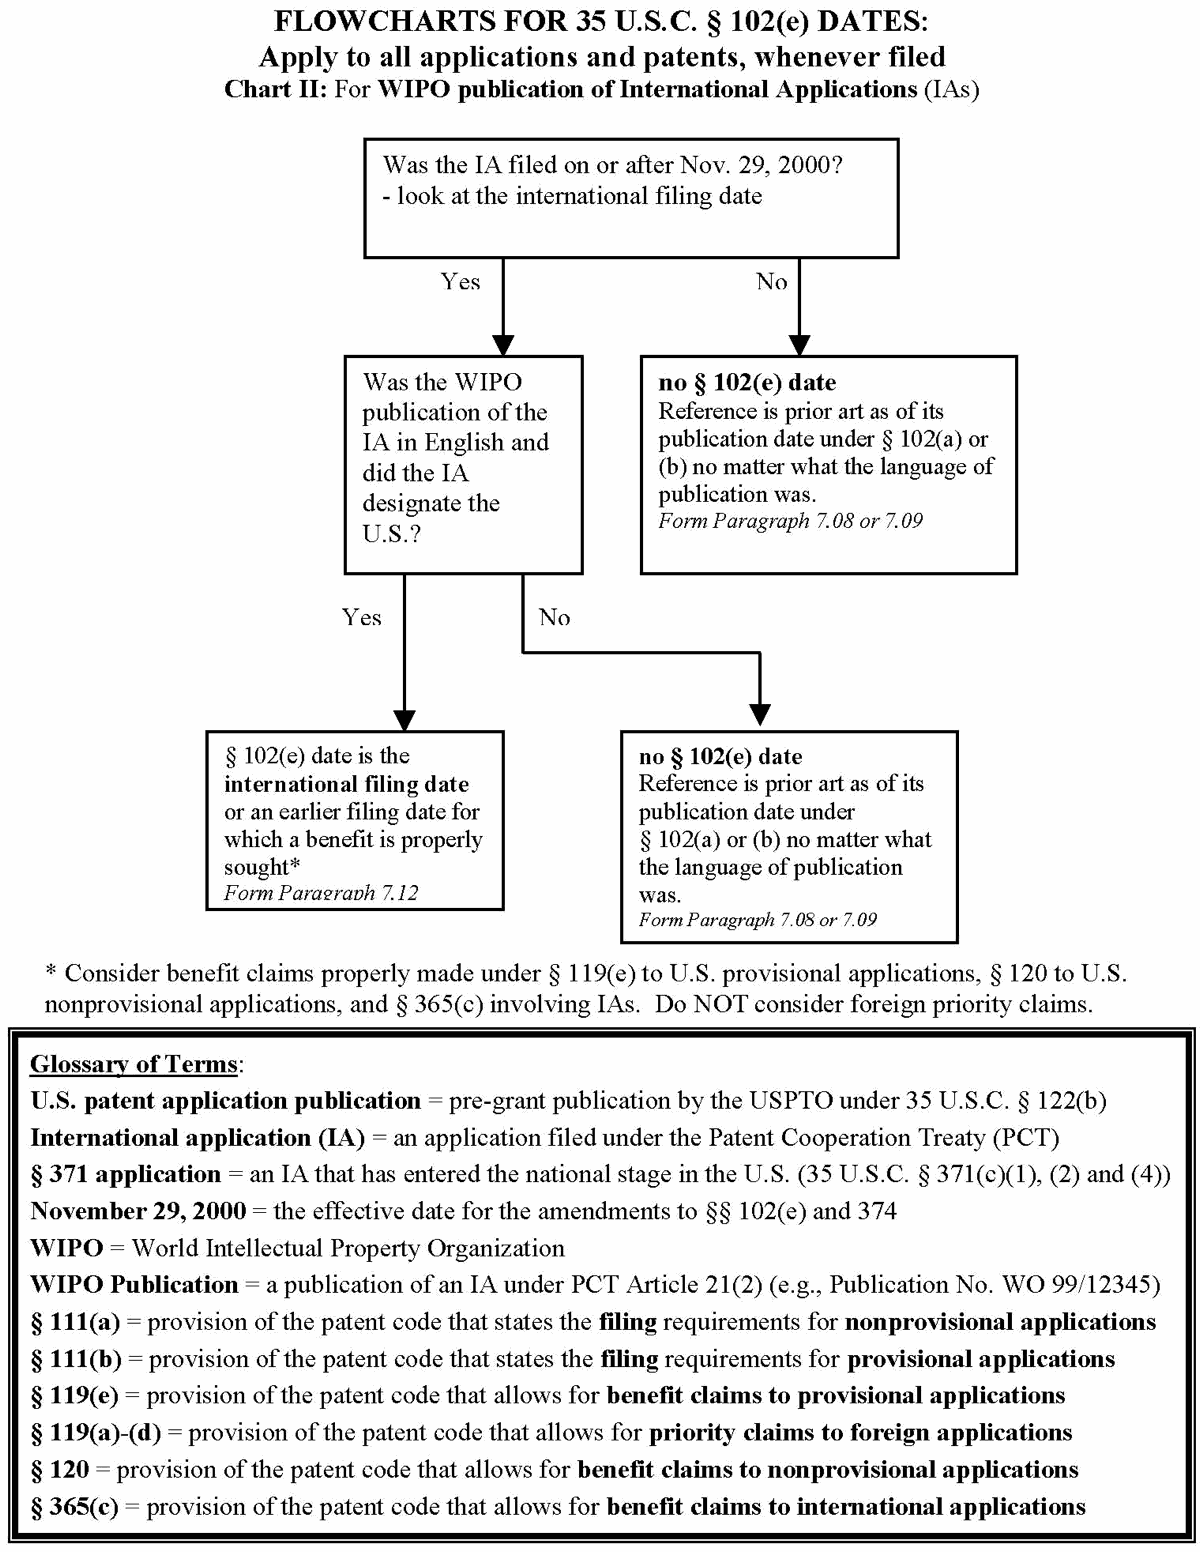 FLOWCHARTS FOR 35 U.S.C. § 102(e) DATES:
Apply to all applications and patents, whenever filed
Chart II: For WIPO publication of International Applications (IAs)
Was the IA filed on or after Nov. 29, 2000?
- look at the international filing date
Yes
No
Was the WIPO
publication of the
IA in English and
did the IA
designate the
U.S.?
no § 102(e) date
Reference is prior art as of its
publication date under § 102(a) or
(b) no matter what the language of
publication was.
Form Paragraph 7.08 or 7.09
Yes
No
§ 102(e) date is the
international filing date
or an earlier filing date for
which a benefit is properly
sought*
Form Paragraph 7.12
no § 102(e) date
Reference is prior art as of its
publication date under
§ 102(a) or (b) no matter what
the language of publication
was.
Form Paragraph 7.08 or 7.09
* Consider benefit claims properly made under § 119(e) to U.S. provisional applications, § 120 to U.S.
nonprovisional applications, and § 365(c) involving IAs.  Do NOT consider foreign priority claims.
Glossary of Terms:
U.S. patent application publication = pre-grant publication by the USPTO under 35 U.S.C. § 122(b)
International application (IA) = an application filed under the Patent Cooperation Treaty (PCT)
§ 371 application = an IA that has entered the national stage in the U.S. (35 U.S.C. § 371(c)(1), (2) and (4))
November 29, 2000 = the effective date for the amendments to §§ 102(e) and 374
WIPO = World Intellectual Property Organization
WIPO Publication = a publication of an IA under PCT Article 21(2) (e.g., Publication No. WO 99/12345)
§ 111(a) = provision of the patent code that states the filing requirements for nonprovisional applications
§ 111(b) = provision of the patent code that states the filing requirements for provisional applications
§ 119(e) = provision of the patent code that allows for benefit claims to provisional applications
§ 119(a)-(d) = provision of the patent code that allows for priority claims to foreign applications
§ 120 = provision of the patent code that allows for benefit claims to nonprovisional applications
§ 365(c) = provision of the patent code that allows for benefit claims to international applications